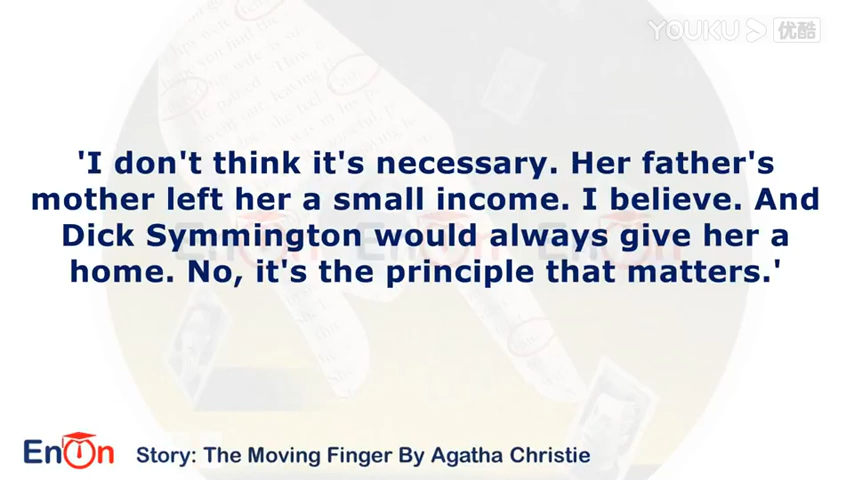 YOUKU 优酷
'I don't think it's necessary. Her father's
mother left her a small income. I believe. And
Dick Symmington would always give her a
home. No, it's the principle that matters.'
EnOn
Story: The Moving Finger By Agatha Christie